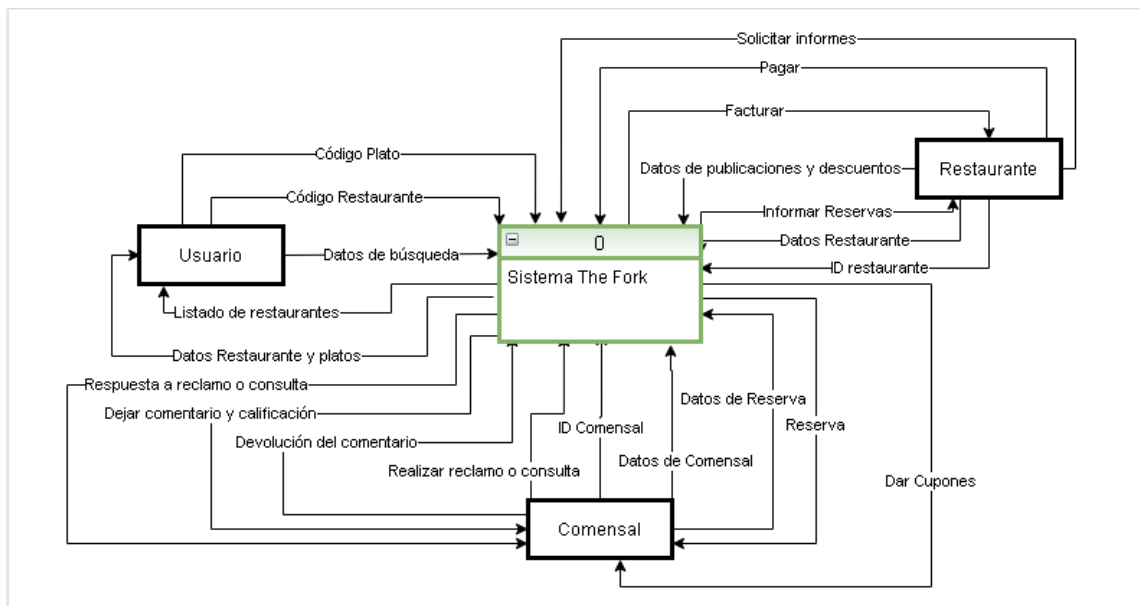 Solicitar informes
Pagar
Facturar
Código Plato
Datos de publicaciones y descuentos
Restaurante
Código Restaurante
Informar Reservas
0
Datos Restaurante
Usuario
Datos de búsqueda
ID restaurante
Sistema The Fork
Listado de restaurantes
Datos Restaurante y platos
Respuesta a reclamo o consulta
Datos de Reserva
Dejar comentario y calificación
Reserva
ID Comensal
Devolución del comentario
Datos de Comensal
Realizar reclamo o consulta
Dar Cupones
Comensal